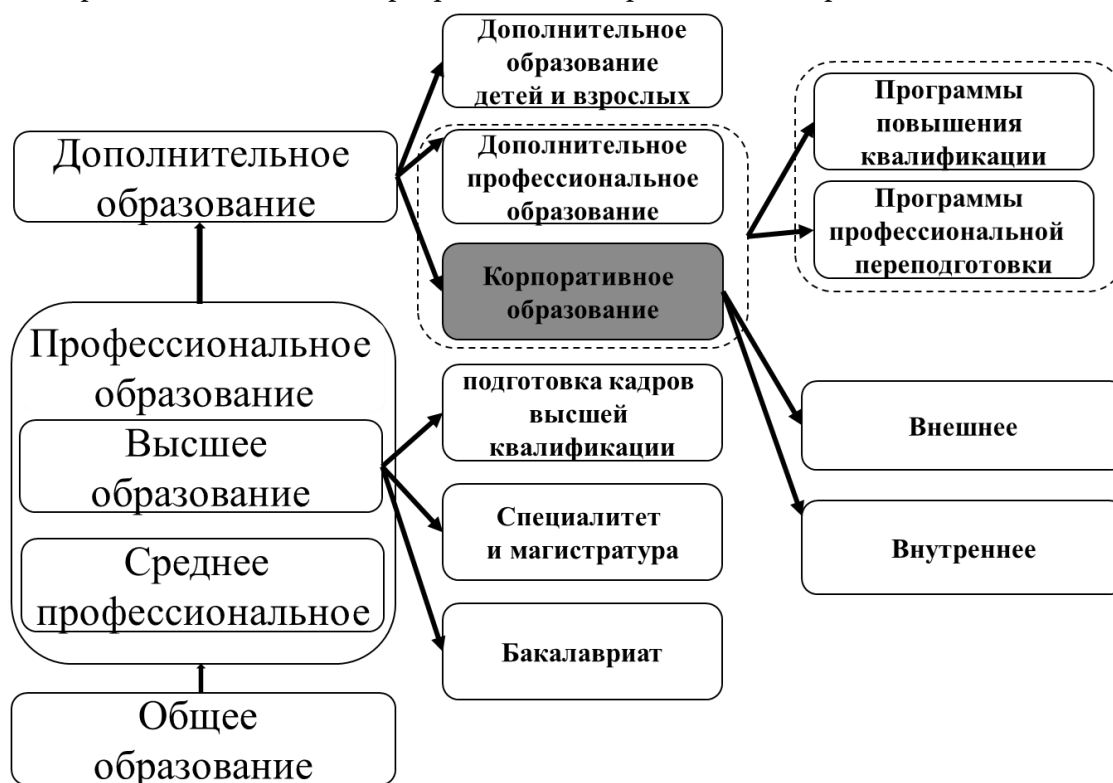 Дополнительное
образование
детей и взрослых
Дополнительное
образование
Дополнительное
профессиональное
образование
Корпоративное
образование
Программы
повышения
квалификации
Программы
профессиональной
переподготовки
Профессиональное
образование
Высшее
образование
Среднее
профессиональное
подготовка кадров
высшей
квалификации
Специалитет
и магистратура
Бакалавриат
Внешнее
Внутреннее
Общее
образование